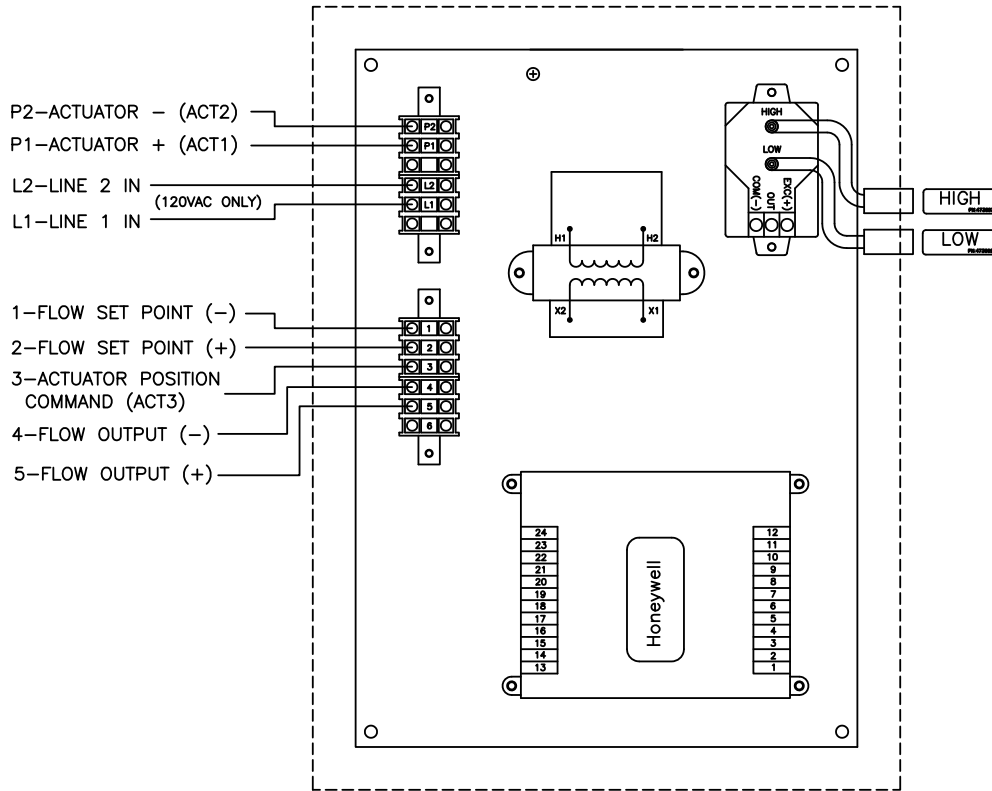 P2-ACTUATOR - (ACT2)
P1-ACTUATOR + (ACT1)
L2-LINE 2 IN
(120VAC ONLY)
L1-LINE 1 IN
P2
P1
L2
L1
1-FLOW SET POINT (-)
2-FLOW SET POINT (+)
3-ACTUATOR POSITION
COMMAND (ACT3)
4-FLOW OUTPUT (-)
5-FLOW OUTPUT (+)
1
2
3
4
5
6
H1
H2
X2
X1
HIGH
LOW
COM(-)
OUT
EXC(+)
HIGH
LOW
24
23
22
21
20
19
18
17
16
15
14
13
Honeywell
12
11
10
9
8
7
6
5
4
3
2
1